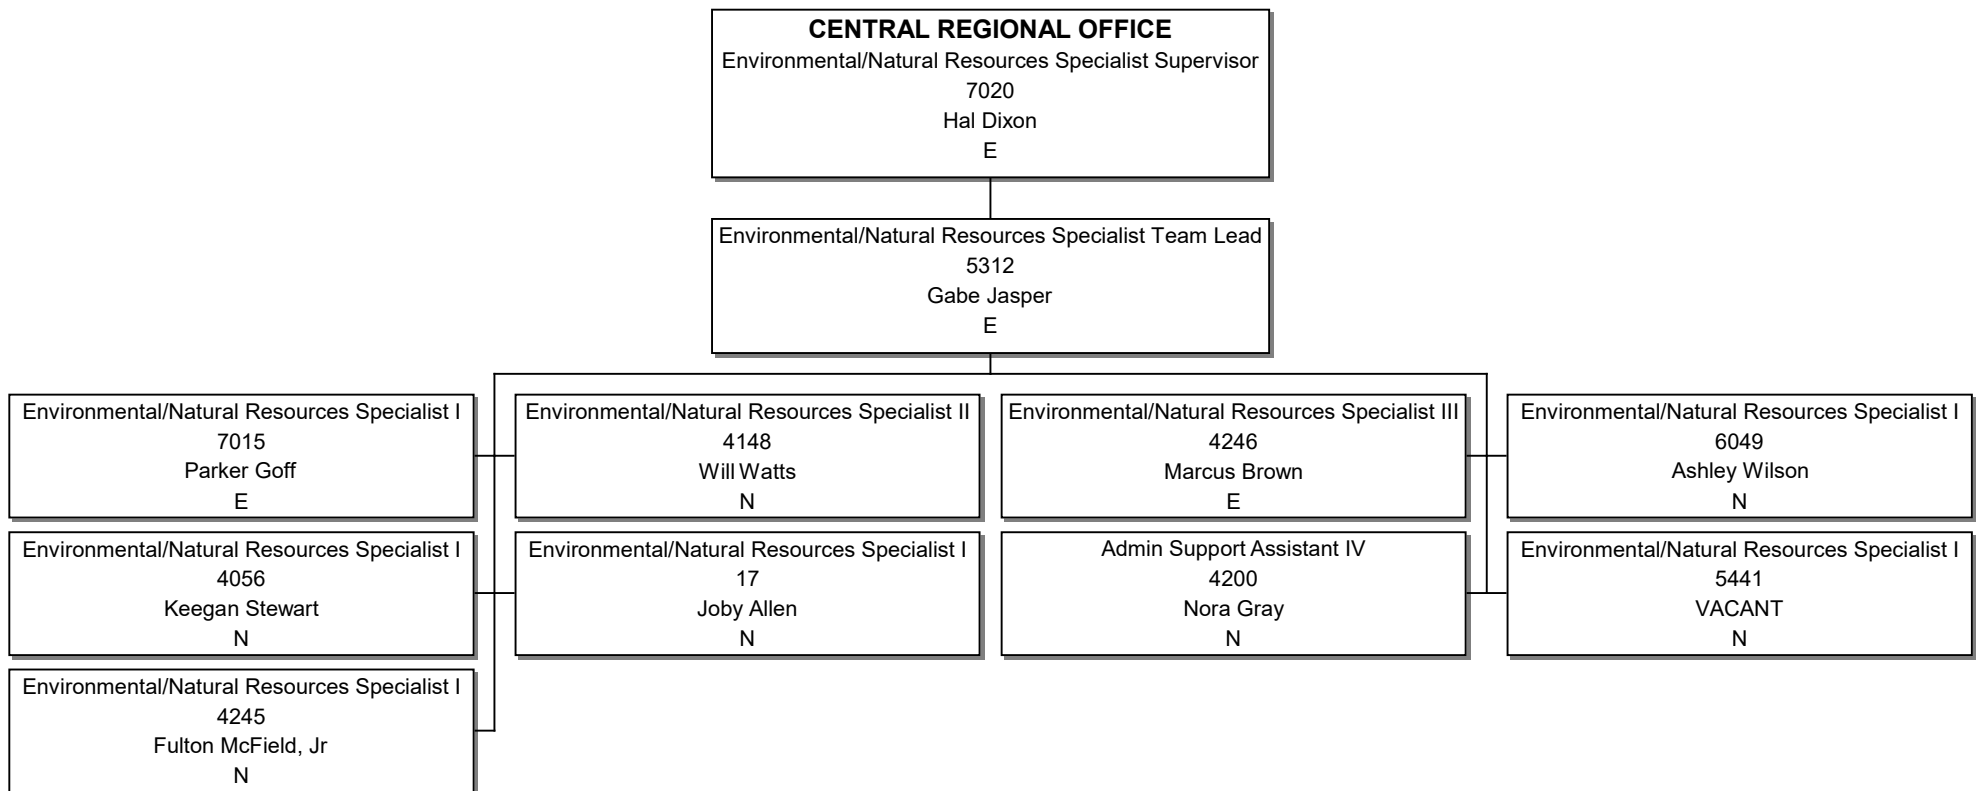 CENTRAL REGIONAL OFFICE
Environmental/Natural Resources Specialist Supervisor
7020
Hal Dixon
E
Environmental/Natural Resources Specialist Team Lead
5312
Gabe Jasper
E
Environmental/Natural Resources Specialist I
7015
Parker Goff
E
Environmental/Natural Resources Specialist II
4148
Will Watts
N
Environmental/Natural Resources Specialist III
4246
Marcus Brown
E
Environmental/Natural Resources Specialist I
6049
Ashley Wilson
N
Environmental/Natural Resources Specialist I
4056
Keegan Stewart
N
Environmental/Natural Resources Specialist I
17
Joby Allen
N
Admin Support Assistant IV
4200
Nora Gray
N
Environmental/Natural Resources Specialist I
5441
VACANT
N
Environmental/Natural Resources Specialist I
4245
Fulton McField, Jr
N